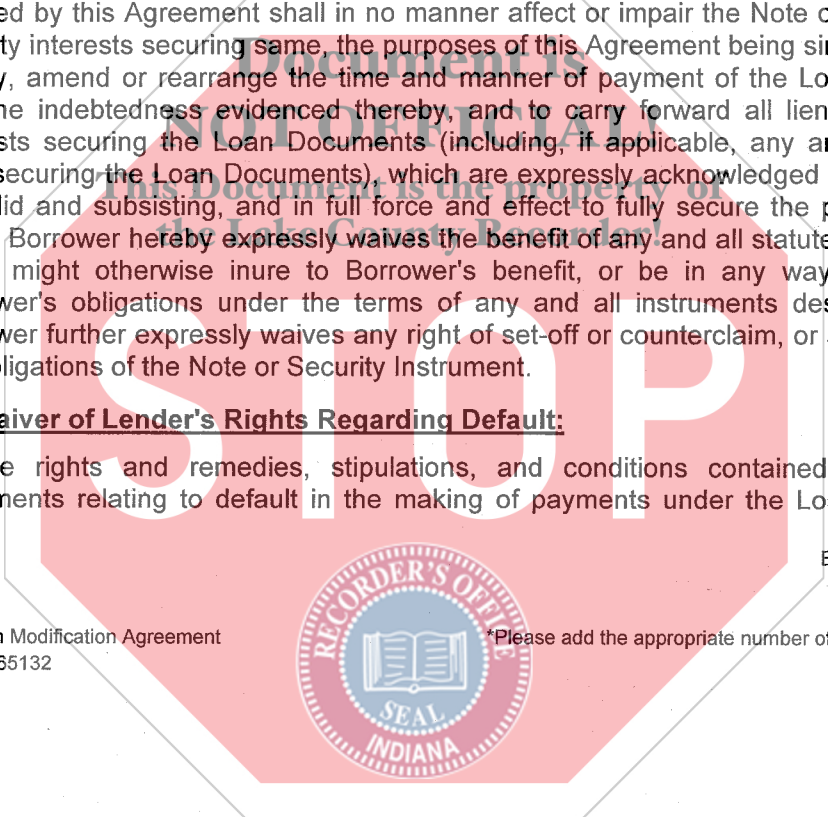 ed by this Agreement shall in no manner affect or impair the Note o
ty interests securing same, the purposes of this Agreement being sim
y, amend or rearrange the time and manner of payment of the Lo
ne indebtedness evidenced thereby, and to carry forward all lien
sts securing the Loan Documents (including, if applicable, any an
securing the Loan Documents), which are expressly acknowledged
lid and subsisting, and in full force and effect to fully secure the p
Borrower hereby expressly waives the benefit of any and all statute
might otherwise inure to Borrower's benefit, or be in any way
wer's obligations under the terms of any and all instruments des
wer further expressly waives any right of set-off or counterclaim, or
ligations of the Note or Security Instrument.
aiver of Lender's Rights Regarding Default:
e rights and remedies, stipulations, and conditions contained
ments relating to default in the making of payments under the Lo
n Modification Agreement
*Please add the appropriate number of
65132
Document is
NOT OFFICIAL!
This Document is the property of
the Lake County Recorder!
STOP
RECORDER'S OFFICE
SEAL
INDIANA